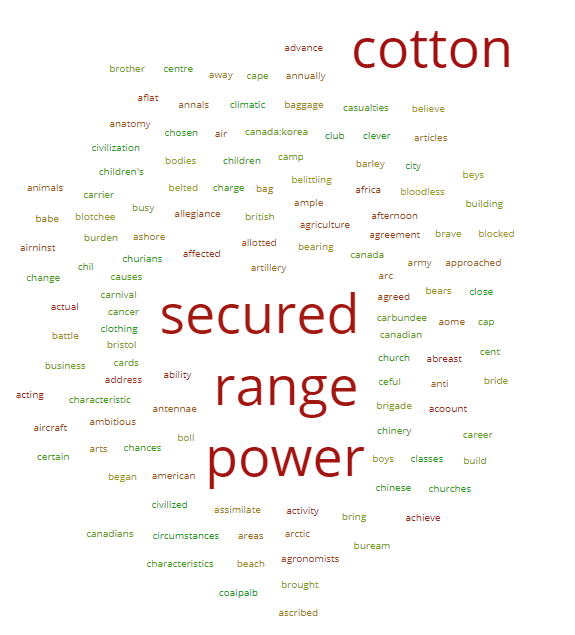 advance cotton
brother centre away cape annually
aflat annals climatic baggage casualties believe
anatomy chosen air canada:korea club clever articles
civilization bodies children camp barley city
children's belittling beys
animals carrier belted charge bag africa bloodless building
babe blotchee busy allegiance british ample afternoon
airninst burden ashore agriculture agreement brave blocked
chil churians affected allotted bearing canada army approached
change causes artillery arc
actual carnival secured agreed bears close
battle cancer carbundee aome cap
clothing canadian
bristol church abreast cent
business cards
address ability range ceful anti bride
acting characteristic antennae brigade acoount
aircraft ambitious boll chinery career
certain arts chances power boys classes build
began american chinese churches
civilized assimilate activity bring achieve
canadians circumstances areas arctic buream
characteristics beach agronomists
coaipalb brought
ascribed